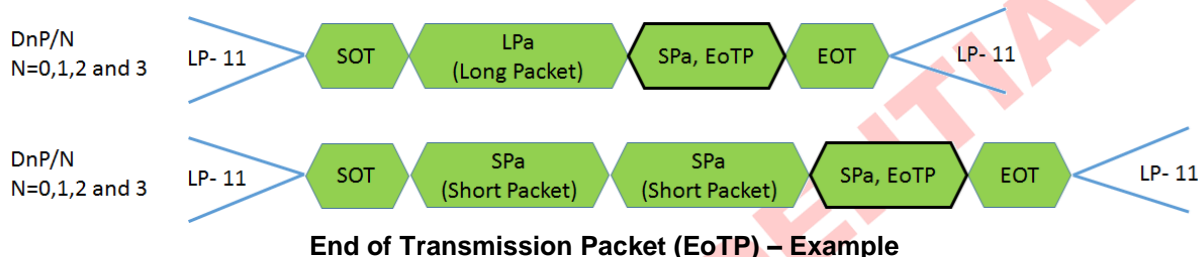 DnP/N
N=0,1,2 and 3
LP- 11
SOT
LPa
(Long Packet)
SPa, EoTP
EOT
LP- 11
DnP/N
N=0,1,2 and 3
LP- 11
SOT
SPa
(Short Packet)
SPa
(Short Packet)
SPa, EoTP
EOT
LP- 11
End of Transmission Packet (EoTP) – Example